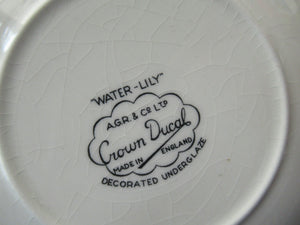 "WATER-LILY"
A.G.R. & Co LTD
Crown Ducal
MADE IN ENGLAND
DECORATED UNDERGLAZE